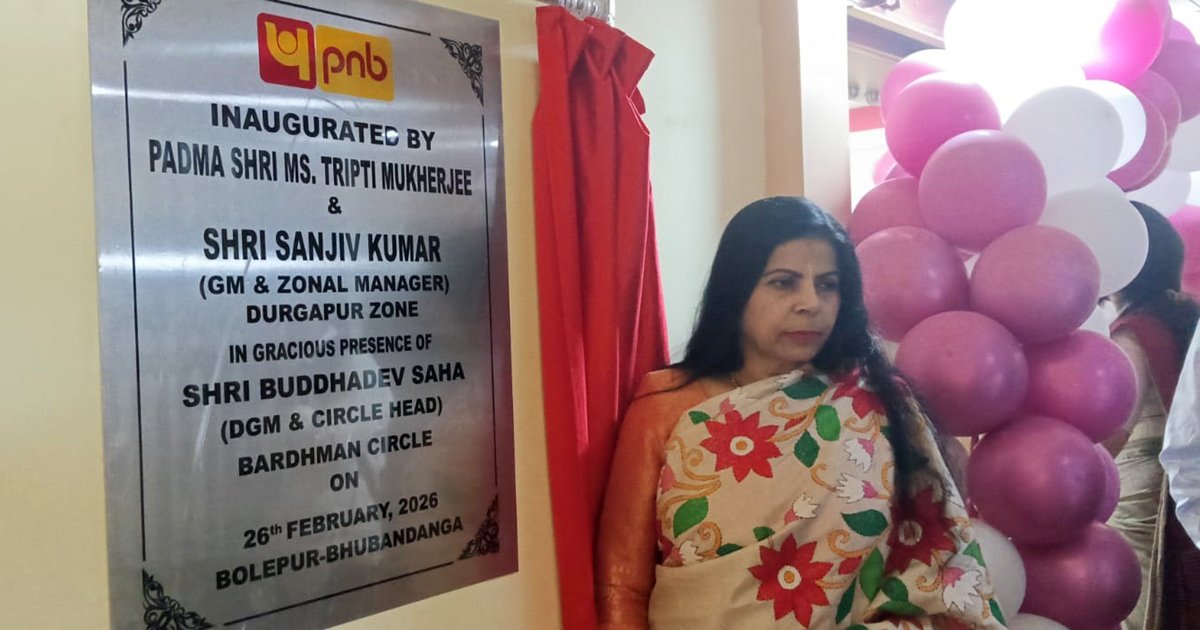 प pnb
INAUGURATED BY
PADMA SHRI MS. TRIPTI MUKHERJEE
&
SHRI SANJIV KUMAR
(GM & ZONAL MANAGER)
DURGAPUR ZONE
IN GRACIOUS PRESENCE OF
SHRI BUDDHADEV SAHA
(DGM & CIRCLE HEAD)
BARDHMAN CIRCLE
ON
26th FEBRUARY, 2026
BOLEPUR-BHUBANDANGA